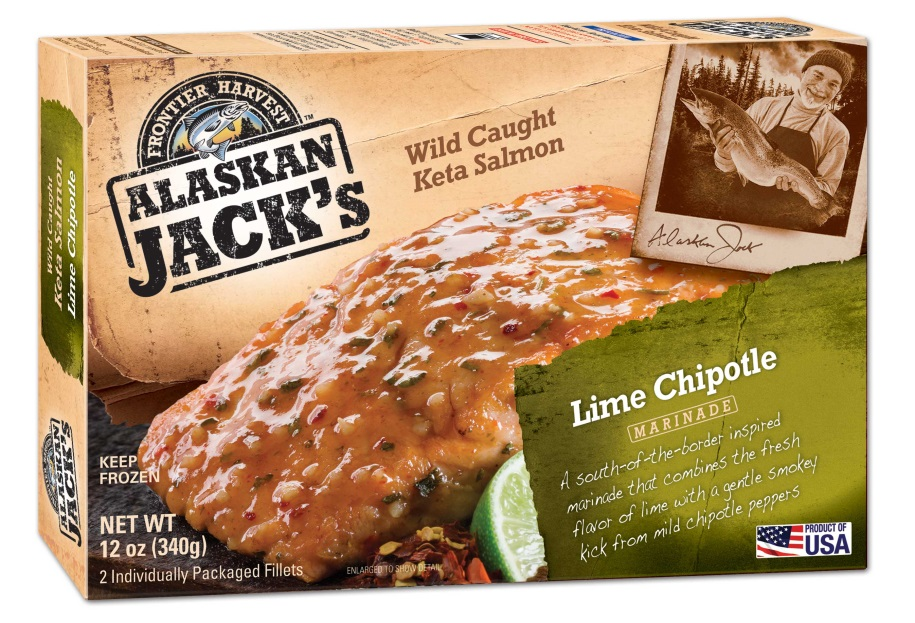 FRONTIER HARVEST
TM
ALASKAN
JACK'S
Wild Caught
Keta Salmon
Alaskan Jack
Lime Chipotle
MARINADE
A south-of-the-border inspired
marinade that combines the fresh
flavor of lime with a gentle smokey
kick from mild chipotle peppers
PRODUCT OF
USA
KEEP
FROZEN
NET WT
12 oz (340g)
2 Individually Packaged Fillets
ENLARGED TO SHOW DETAIL
Wild Caught
Keta Salmon
Lime Chipotle
ALASKAN
JACK'S